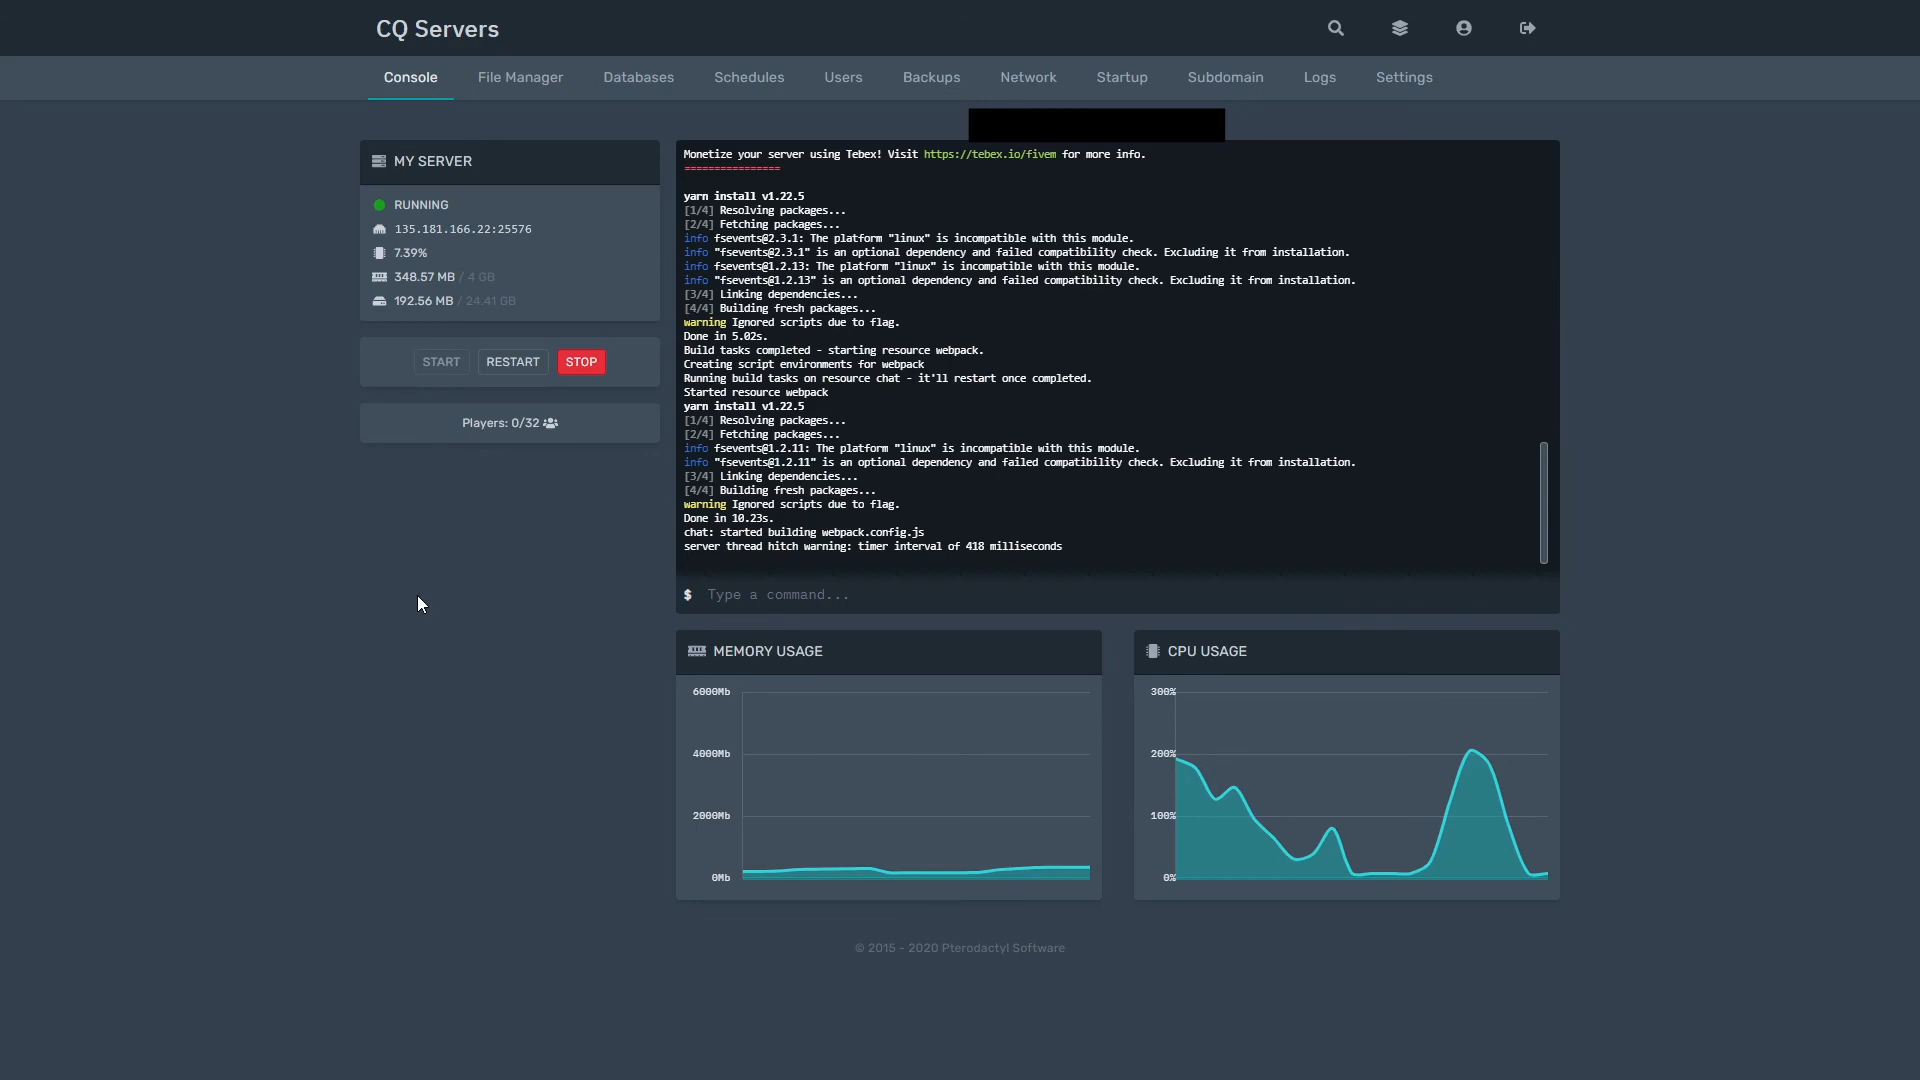 CQ Servers
Console File Manager Databases Schedules Users Backups Network Startup Subdomain Logs Settings
MY SERVER
RUNNING
135.181.166.22:25576
7.39%
348.57 MB / 4 GB
192.56 MB / 24.41 GB
START RESTART STOP
Players: 0/32
Monetize your server using Tebex! Visit https://tebex.io/fivem for more info.
================
yarn install v1.22.5
[1/4] Resolving packages...
[2/4] Fetching packages...
info fsevents@2.3.1: The platform "linux" is incompatible with this module.
info "fsevents@2.3.1" is an optional dependency and failed compatibility check. Excluding it from installation.
info fsevents@1.2.13: The platform "linux" is incompatible with this module.
info "fsevents@1.2.13" is an optional dependency and failed compatibility check. Excluding it from installation.
[3/4] Linking dependencies...
[4/4] Building fresh packages...
warning Ignored scripts due to flag.
Done in 5.02s.
Build tasks completed - starting resource webpack.
Creating script environments for webpack
Running build tasks on resource chat - it'll restart once completed.
Started resource webpack
yarn install v1.22.5
[1/4] Resolving packages...
[2/4] Fetching packages...
info fsevents@1.2.11: The platform "linux" is incompatible with this module.
info "fsevents@1.2.11" is an optional dependency and failed compatibility check. Excluding it from installation.
[3/4] Linking dependencies...
[4/4] Building fresh packages...
warning Ignored scripts due to flag.
Done in 10.23s.
chat: started building webpack.config.js
server thread hitch warning: timer interval of 418 milliseconds
$ Type a command...
MEMORY USAGE
6000Mb
4000Mb
2000Mb
0Mb
CPU USAGE
300%
200%
100%
0%
© 2015 - 2020 Pterodactyl Software